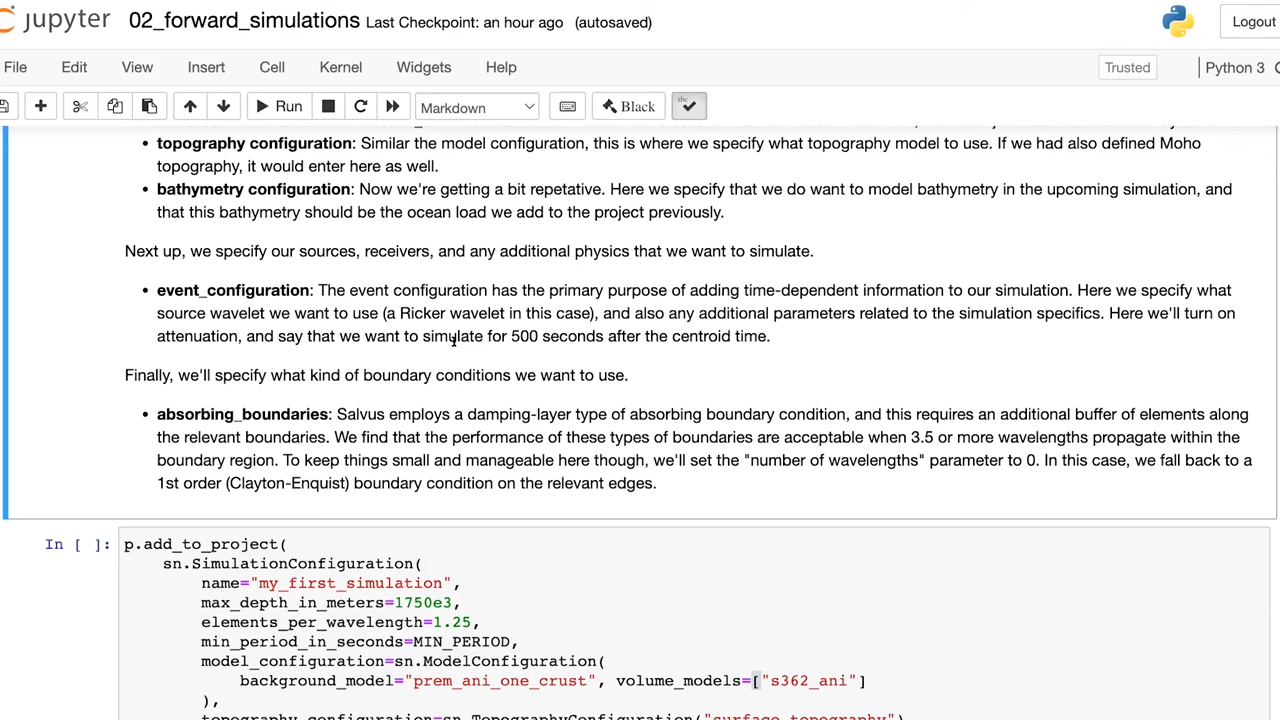 jupyter 02_forward_simulations Last Checkpoint: an hour ago (autosaved) Logout
File Edit View Insert Cell Kernel Widgets Help Trusted Python 3
Run Markdown Black abc
• topography configuration: Similar the model configuration, this is where we specify what topography model to use. If we had also defined Moho
topography, it would enter here as well.
• bathymetry configuration: Now we're getting a bit repetative. Here we specify that we do want to model bathymetry in the upcoming simulation, and
that this bathymetry should be the ocean load we add to the project previously.
Next up, we specify our sources, receivers, and any additional physics that we want to simulate.
• event_configuration: The event configuration has the primary purpose of adding time-dependent information to our simulation. Here we specify what
source wavelet we want to use (a Ricker wavelet in this case), and also any additional parameters related to the simulation specifics. Here we'll turn on
attenuation, and say that we want to simulate for 500 seconds after the centroid time.
Finally, we'll specify what kind of boundary conditions we want to use.
• absorbing_boundaries: Salvus employs a damping-layer type of absorbing boundary condition, and this requires an additional buffer of elements along
the relevant boundaries. We find that the performance of these types of boundaries are acceptable when 3.5 or more wavelengths propagate within the
boundary region. To keep things small and manageable here though, we'll set the "number of wavelengths" parameter to 0. In this case, we fall back to a
1st order (Clayton-Enquist) boundary condition on the relevant edges.
In [ ]: p.add_to_project(
sn.SimulationConfiguration(
name="my_first_simulation",
max_depth_in_meters=1750e3,
elements_per_wavelength=1.25,
min_period_in_seconds=MIN_PERIOD,
model_configuration=sn.ModelConfiguration(
background_model="prem_ani_one_crust", volume_models=["s362_ani"]
),
topography_configuration=sn.TopographyConfiguration("surface_topography")